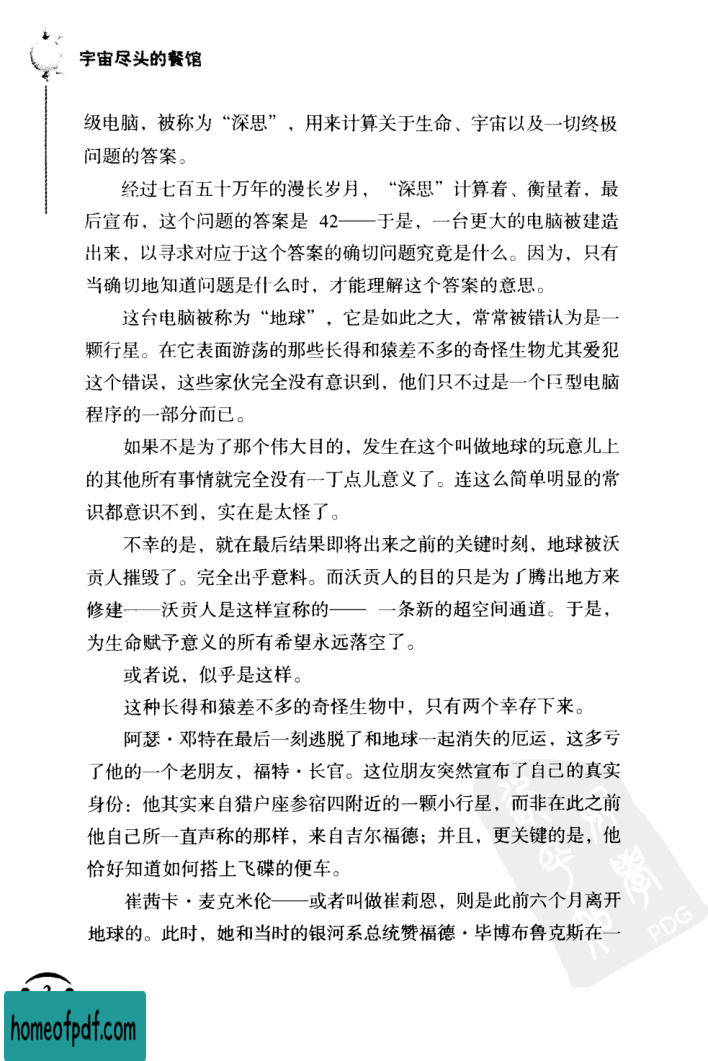 宇宙尽头的餐馆
级电脑，被称为“深思”，用来计算关于生命、宇宙以及一切终极
问题的答案。
经过七百五十万年的漫长岁月，“深思”计算着、衡量着，最
后宣布，这个问题的答案是 42——于是，一台更大的电脑被建造
出来，以寻求对应于这个答案的确切问题究竟是什么。因为，只有
当确切地知道问题是什么时，才能理解这个答案的意思。
这台电脑被称为“地球”，它是如此之大，常常被错认为是一
颗行星。在它表面游荡的那些长得和猿差不多的奇怪生物尤其爱犯
这个错误，这些家伙完全没有意识到，他们只不过是一个巨型电脑
程序的一部分而已。
如果不是为了那个伟大目的，发生在这个叫做地球的玩意儿上
的其他所有事情就完全没有一丁点儿意义了。连这么简单明显的常
识都意识不到，实在是太怪了。
不幸的是，就在最后结果即将出来之前的关键时刻，地球被沃
贡人摧毁了。完全出乎意料。而沃贡人的目的只是为了腾出地方来
修建——沃贡人是这样宣称的—— 一条新的超空间通道。于是，
为生命赋予意义的所有希望永远落空了。
或者说，似乎是这样。
这种长得和猿差不多的奇怪生物中，只有两个幸存下来。
阿瑟·邓特在最后一刻逃脱了和地球一起消失的厄运，这多亏
了他的一个老朋友，福特·长官。这位朋友突然宣布了自己的真实
身份：他其实来自猎户座参宿四附近的一颗小行星，而非在此之前
他自己所一直声称的那样，来自吉尔福德；并且，更关键的是，他
恰好知道如何搭上飞碟的便车。
崔茜卡·麦克米伦——或者叫做崔莉恩，则是此前六个月离开
地球的。此时，她和当时的银河系总统赞福德·毕博布鲁克斯在一
PDG
2
homeofpdf.com